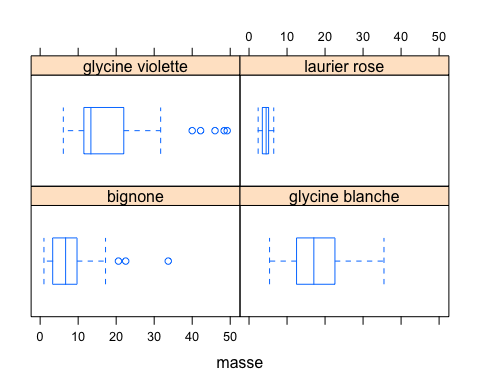 0 10 20 30 40 50
glycine violette laurier rose
bignone glycine blanche
0 10 20 30 40 50
masse